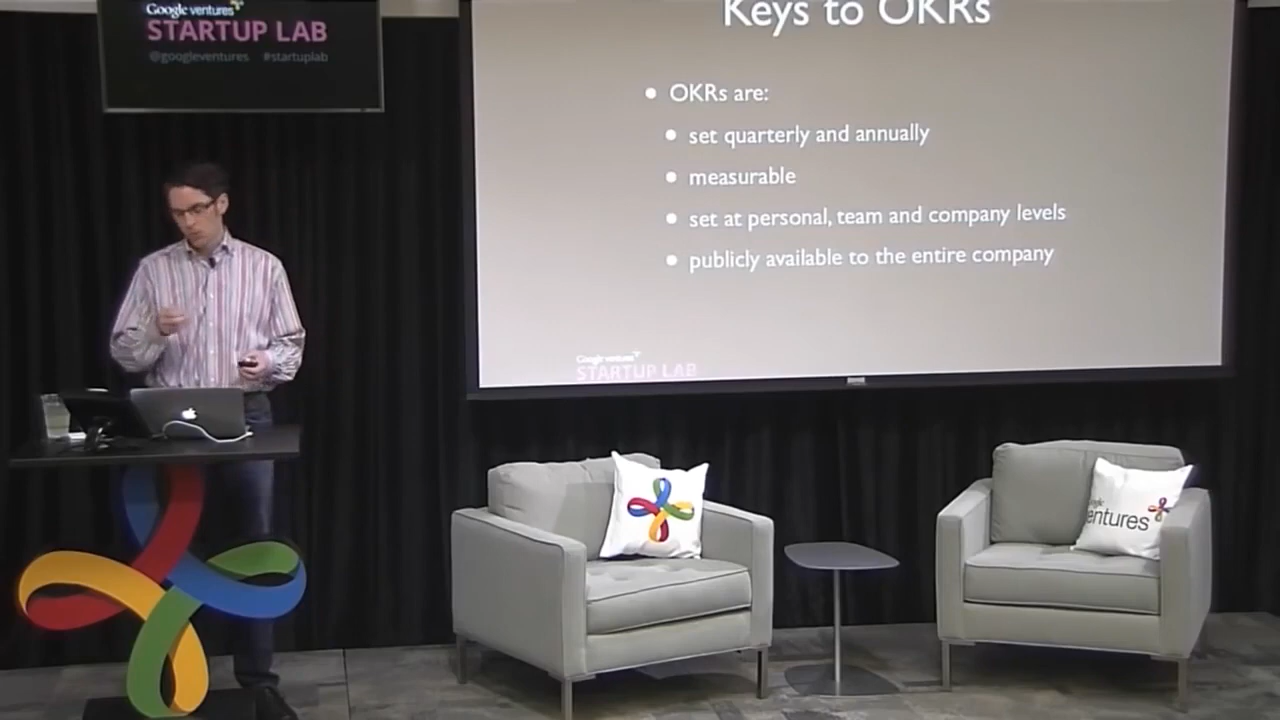 Google ventures
STARTUP LAB
@googleventures #startuplab
Keys to OKRs
• OKRs are:
• set quarterly and annually
• measurable
• set at personal, team and company levels
• publicly available to the entire company
Google ventures
STARTUP LAB
entures